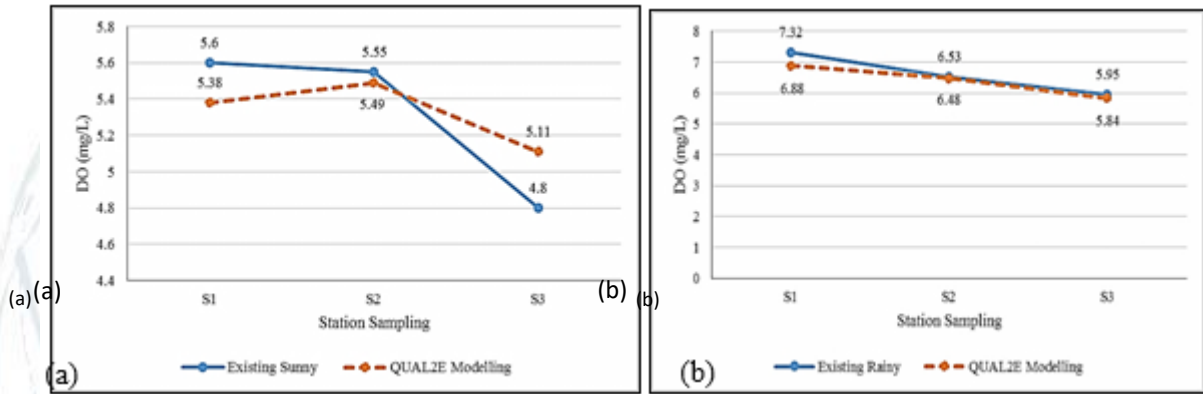 5.8
5.6
5.4
5.2
5
4.8
4.6
4.4
DO (mg/L)
5.6
5.55
5.38
5.49
5.11
4.8
S1 S2 S3
Station Sampling
Existing Sunny QUAL2E Modelling
(a)
(a)
(a)
8
7
6
5
4
3
2
1
0
DO (mg/L)
7.32
6.53
5.95
6.88
6.48
5.84
S1 S2 S3
Station Sampling
Existing Rainy QUAL2E Modelling
(b)
(b)
(b)